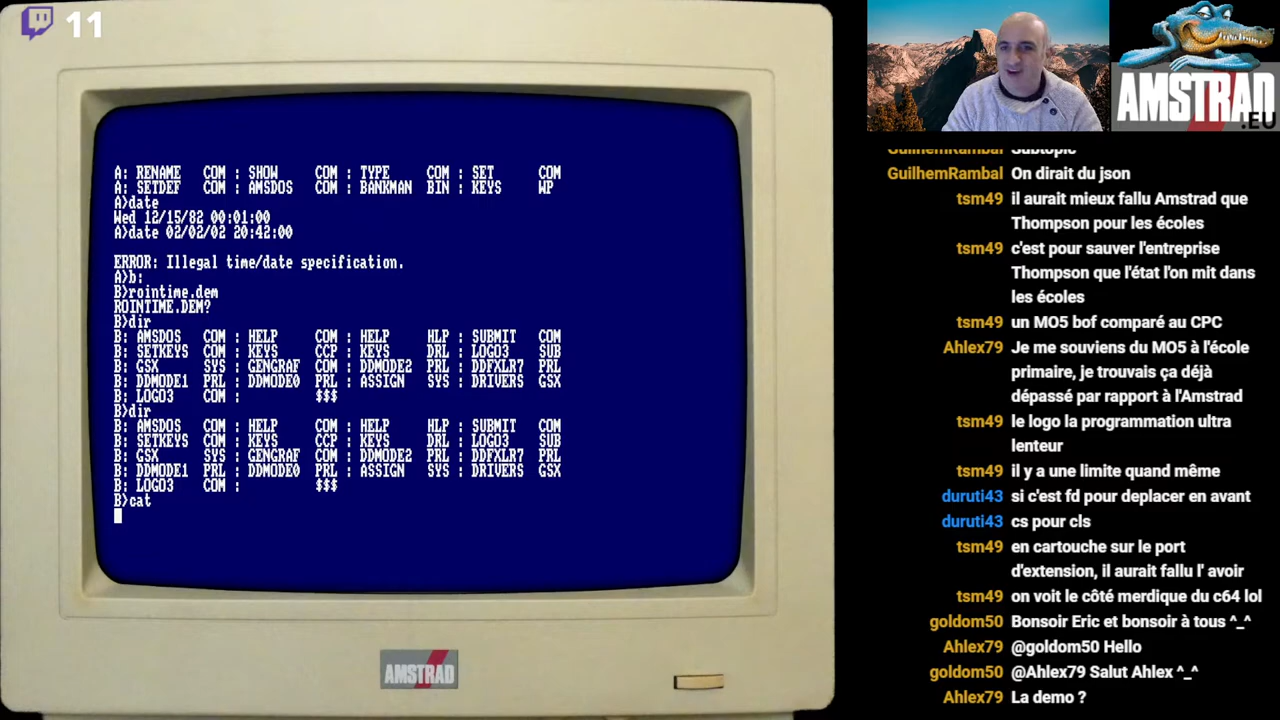 11
A: RENAME COM : SHOW COM : TYPE COM : SET COM
A: SETDEF COM : AMSDOS COM : BANKMAN BIN : KEYS WP
A>date
Wed 12/15/82 00:01:00
A>date 02/02/02 20:42:00
ERROR: Illegal time/date specification.
A>b:
B>rointime.dem
ROINTIME.DEM?
B>dir
B: AMSDOS COM : HELP COM : HELP HLP : SUBMIT COM
B: SETKEYS COM : KEYS CCP : KEYS DRL : LOGO3 SUB
B: GSX SYS : GENGRAF COM : DDMODE2 PRL : DDFXLR7 PRL
B: DDMODE1 PRL : DDMODE0 PRL : ASSIGN SYS : DRIVERS GSX
B: LOGO3 COM : $$$
B>dir
B: AMSDOS COM : HELP COM : HELP HLP : SUBMIT COM
B: SETKEYS COM : KEYS CCP : KEYS DRL : LOGO3 SUB
B: GSX SYS : GENGRAF COM : DDMODE2 PRL : DDFXLR7 PRL
B: DDMODE1 PRL : DDMODE0 PRL : ASSIGN SYS : DRIVERS GSX
B: LOGO3 COM : $$$
B>cat
AMSTRAD
AMSTRAD
.EU
GuilhemRambal Subtopic
GuilhemRambal On dirait du json
tsm49 il aurait mieux fallu Amstrad que
Thompson pour les écoles
tsm49 c'est pour sauver l'entreprise
Thompson que l'état l'on mit dans
les écoles
tsm49 un MO5 bof comparé au CPC
Ahlex79 Je me souviens du MO5 à l'école
primaire, je trouvais ça déjà
dépassé par rapport à l'Amstrad
tsm49 le logo la programmation ultra
lenteur
tsm49 il y a une limite quand même
duruti43 si c'est fd pour deplacer en avant
duruti43 cs pour cls
tsm49 en cartouche sur le port
d'extension, il aurait fallu l' avoir
tsm49 on voit le côté merdique du c64 lol
goldom50 Bonsoir Eric et bonsoir à tous ^_^
Ahlex79 @goldom50 Hello
goldom50 @Ahlex79 Salut Ahlex ^_^
Ahlex79 La demo ?